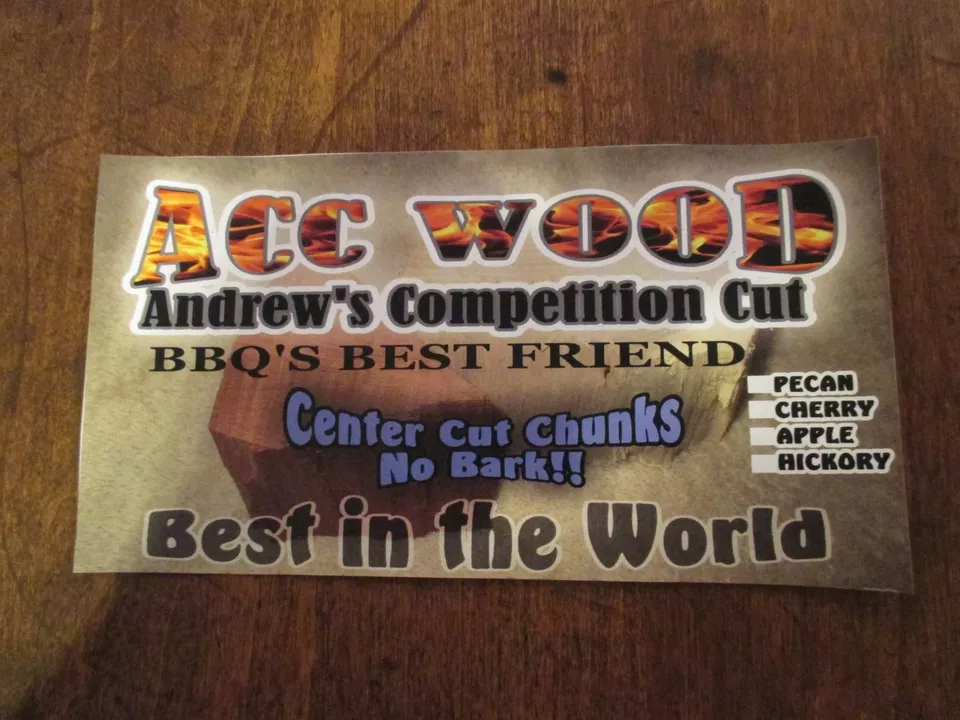 ACC WOOD
Andrew's Competition Cut
BBQ'S BEST FRIEND
Center Cut Chunks
No Bark!!
PECAN
CHERRY
APPLE
HICKORY
Best in the World